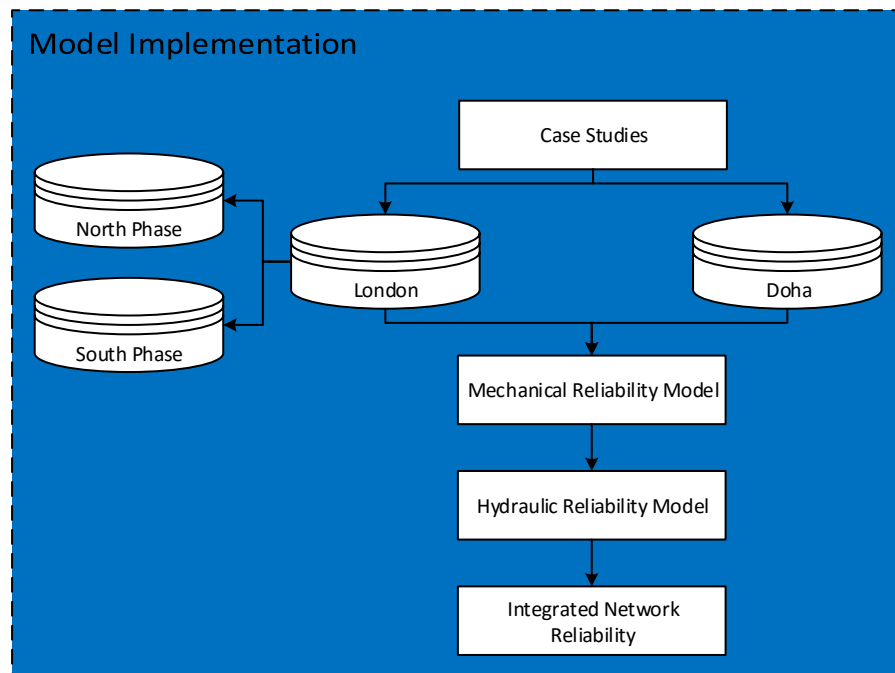 Model Implementation
Case Studies
North Phase
London
Doha
South Phase
Mechanical Reliability Model
Hydraulic Reliability Model
Integrated Network
Reliability